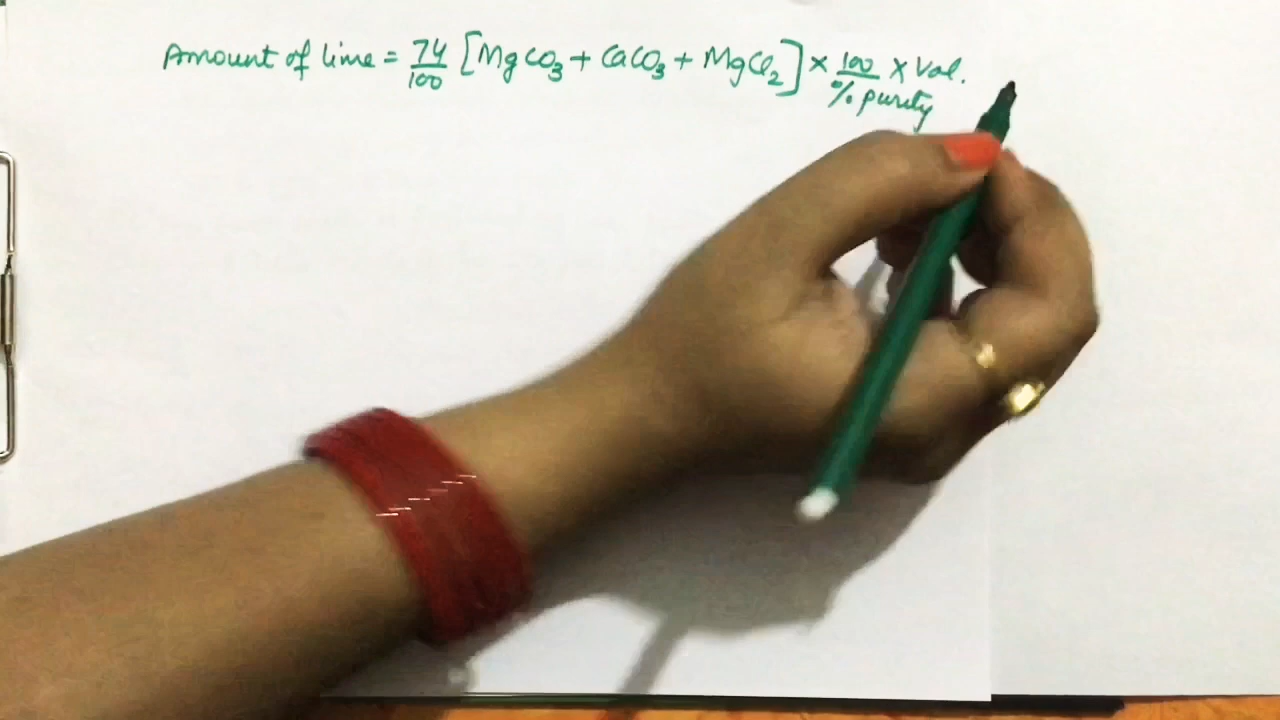 Amount of lime = 74/100 [MgCO₃ + CaCO₃ + MgCl₂] × 100/% purity × Vol.